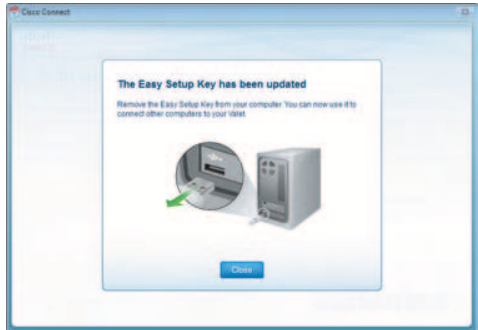 Cisco Connect
The Easy Setup Key has been updated
Remove the Easy Setup Key from your computer. You can now use it to
connect other computers to your Valet
Close